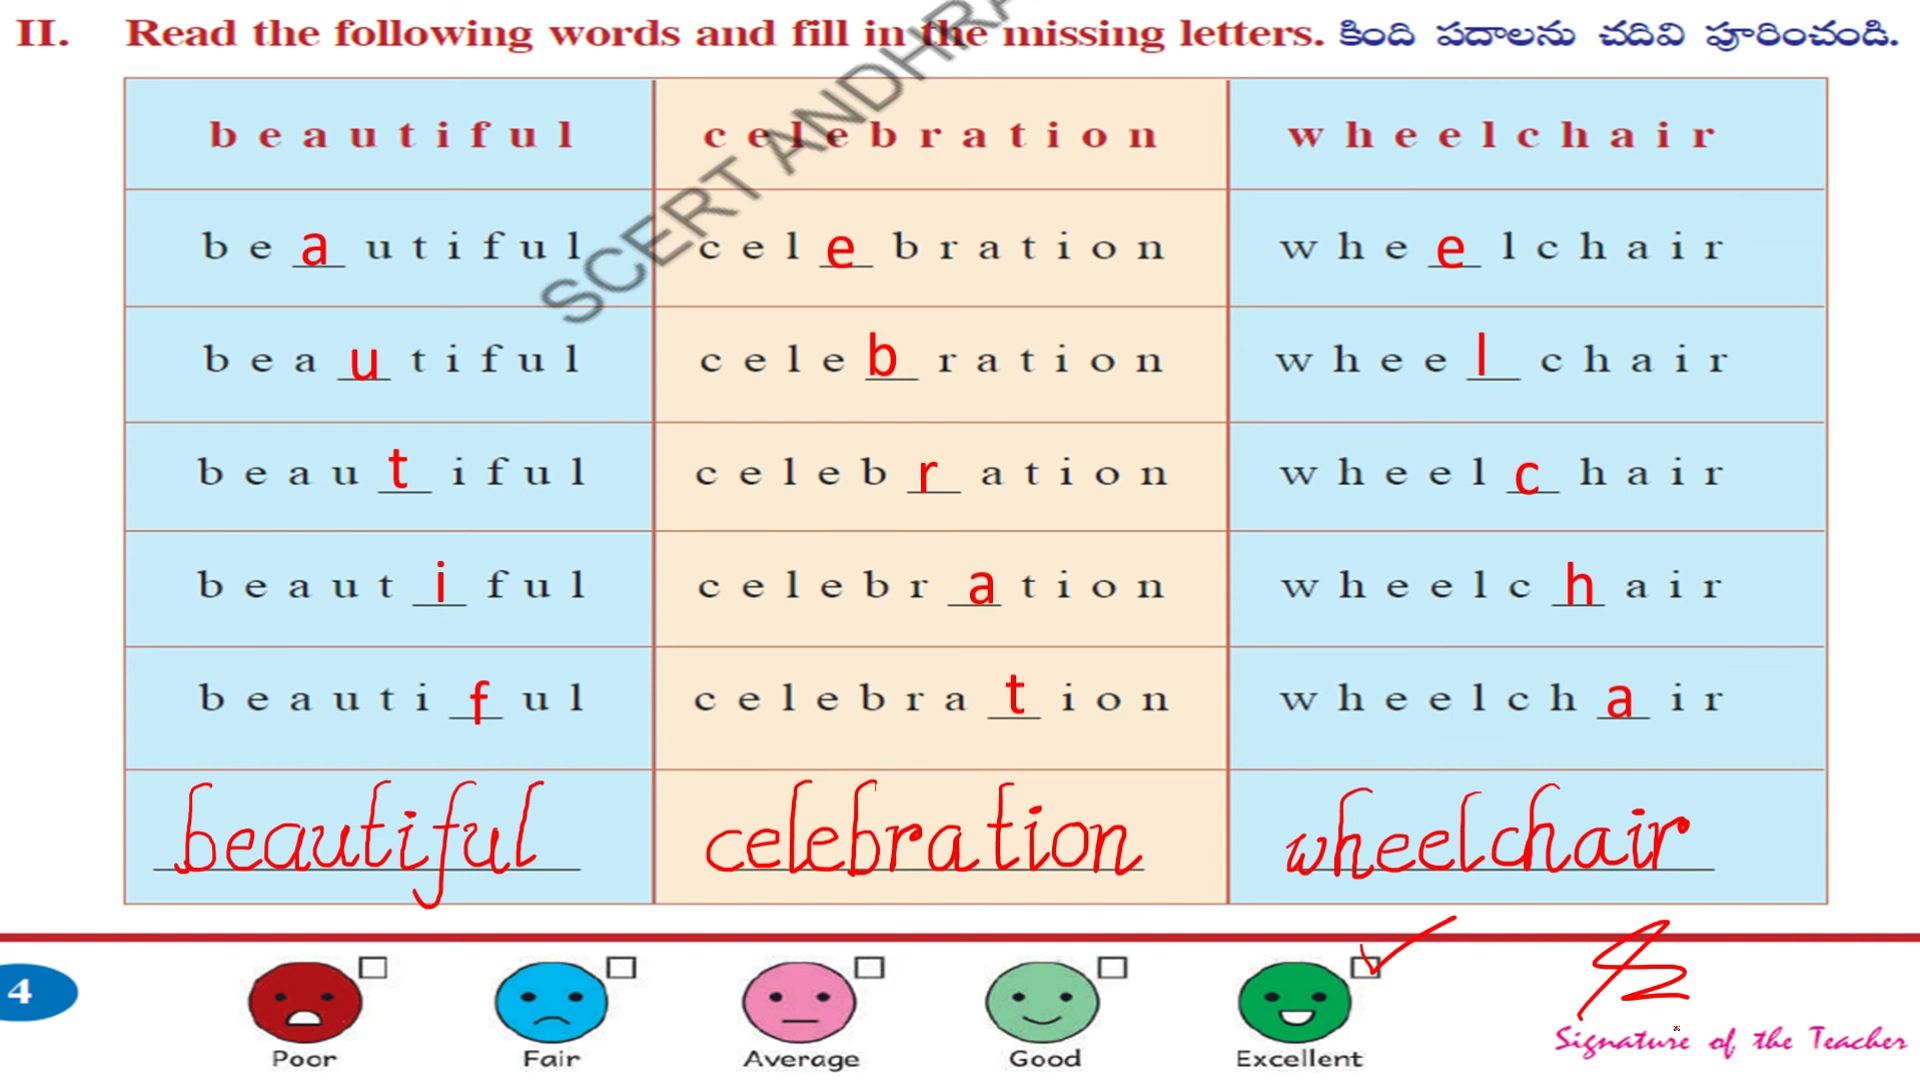 II. Read the following words and fill in the missing letters. కింది పదాలను చదివి పూరించండి.
SCERT ANDHRA
b e a u t i f u l c e l e b r a t i o n w h e e l c h a i r
b e a u t i f u l c e l e b r a t i o n w h e e l c h a i r
b e a u t i f u l c e l e b r a t i o n w h e e l c h a i r
b e a u t i f u l c e l e b r a t i o n w h e e l c h a i r
b e a u t i f u l c e l e b r a t i o n w h e e l c h a i r
b e a u t i f u l c e l e b r a t i o n w h e e l c h a i r
beautiful celebration wheelchair
4 Poor Fair Average Good Excellent Signature of the Teacher